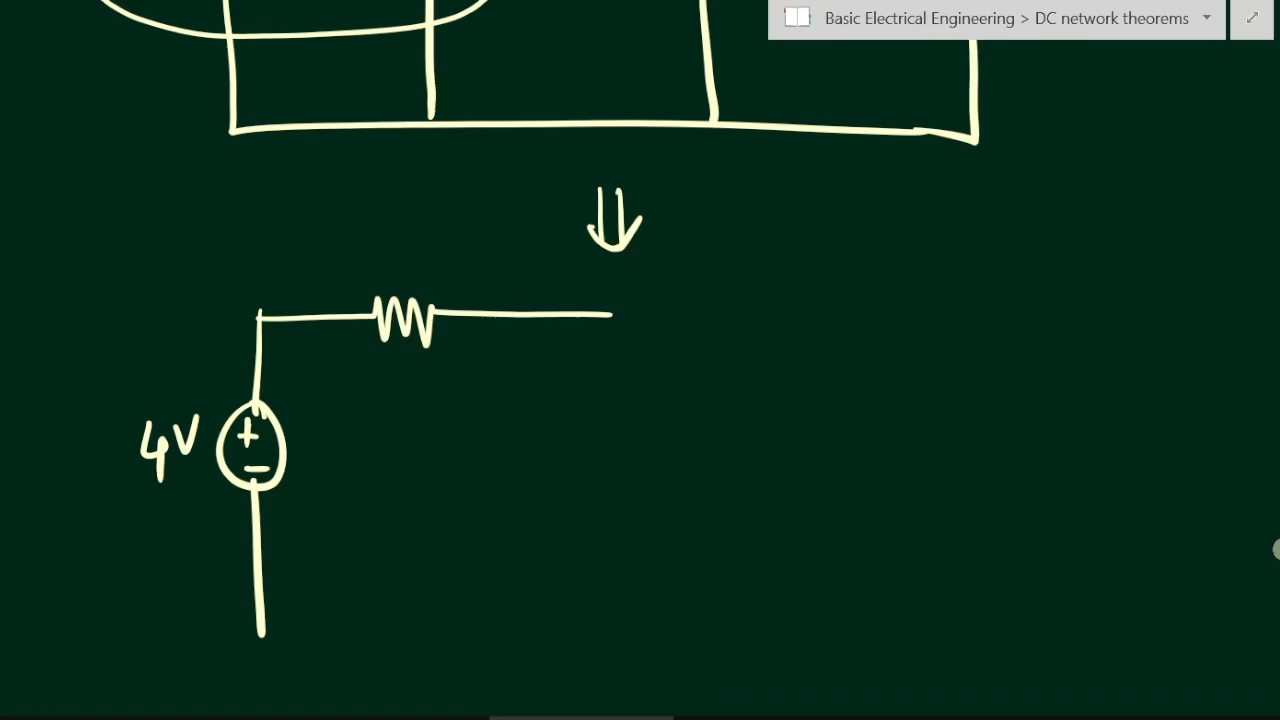 Basic Electrical Engineering > DC network theorems
4V
+
−